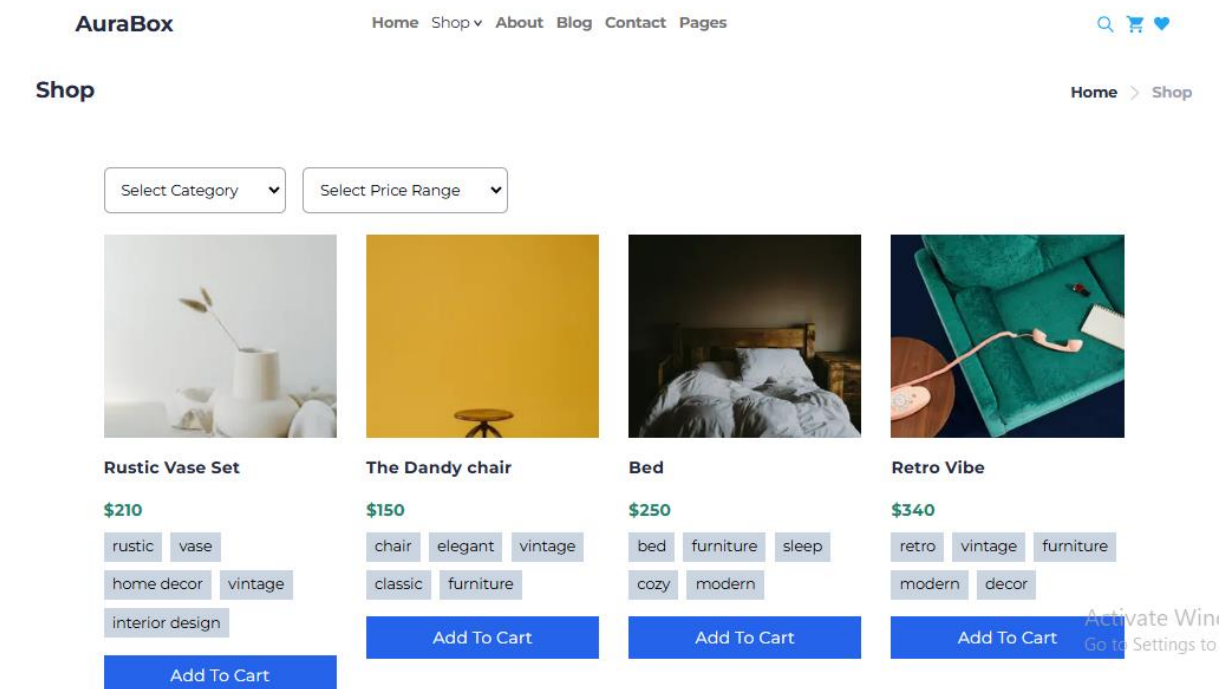 AuraBox Home Shop About Blog Contact Pages
Shop Home Shop
Select Category Select Price Range
Rustic Vase Set The Dandy chair Bed Retro Vibe
$210 $150 $250 $340
rustic vase chair elegant vintage bed furniture sleep retro vintage furniture
home decor vintage classic furniture cozy modern modern decor
interior design
Activate Win
Add To Cart Add To Cart Add To Cart
Go to Settings to
Add To Cart